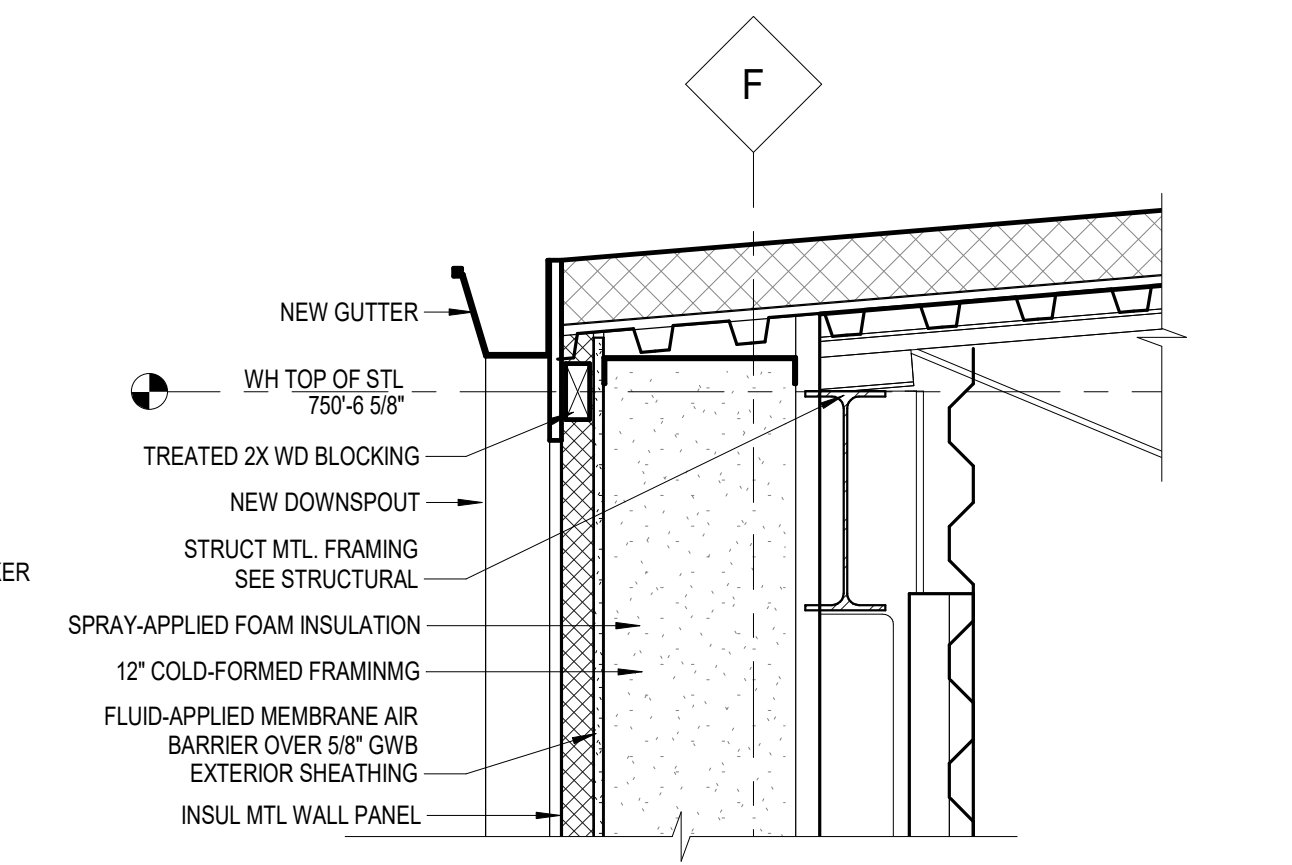 F
NEW GUTTER
WH TOP OF STL
750'-6 5/8"
TREATED 2X WD BLOCKING
NEW DOWNSPOUT
STRUCT MTL. FRAMING
SEE STRUCTURAL
KER
SPRAY-APPLIED FOAM INSULATION
12" COLD-FORMED FRAMINMG
FLUID-APPLIED MEMBRANE AIR
BARRIER OVER 5/8" GWB
EXTERIOR SHEATHING
INSUL MTL WALL PANEL